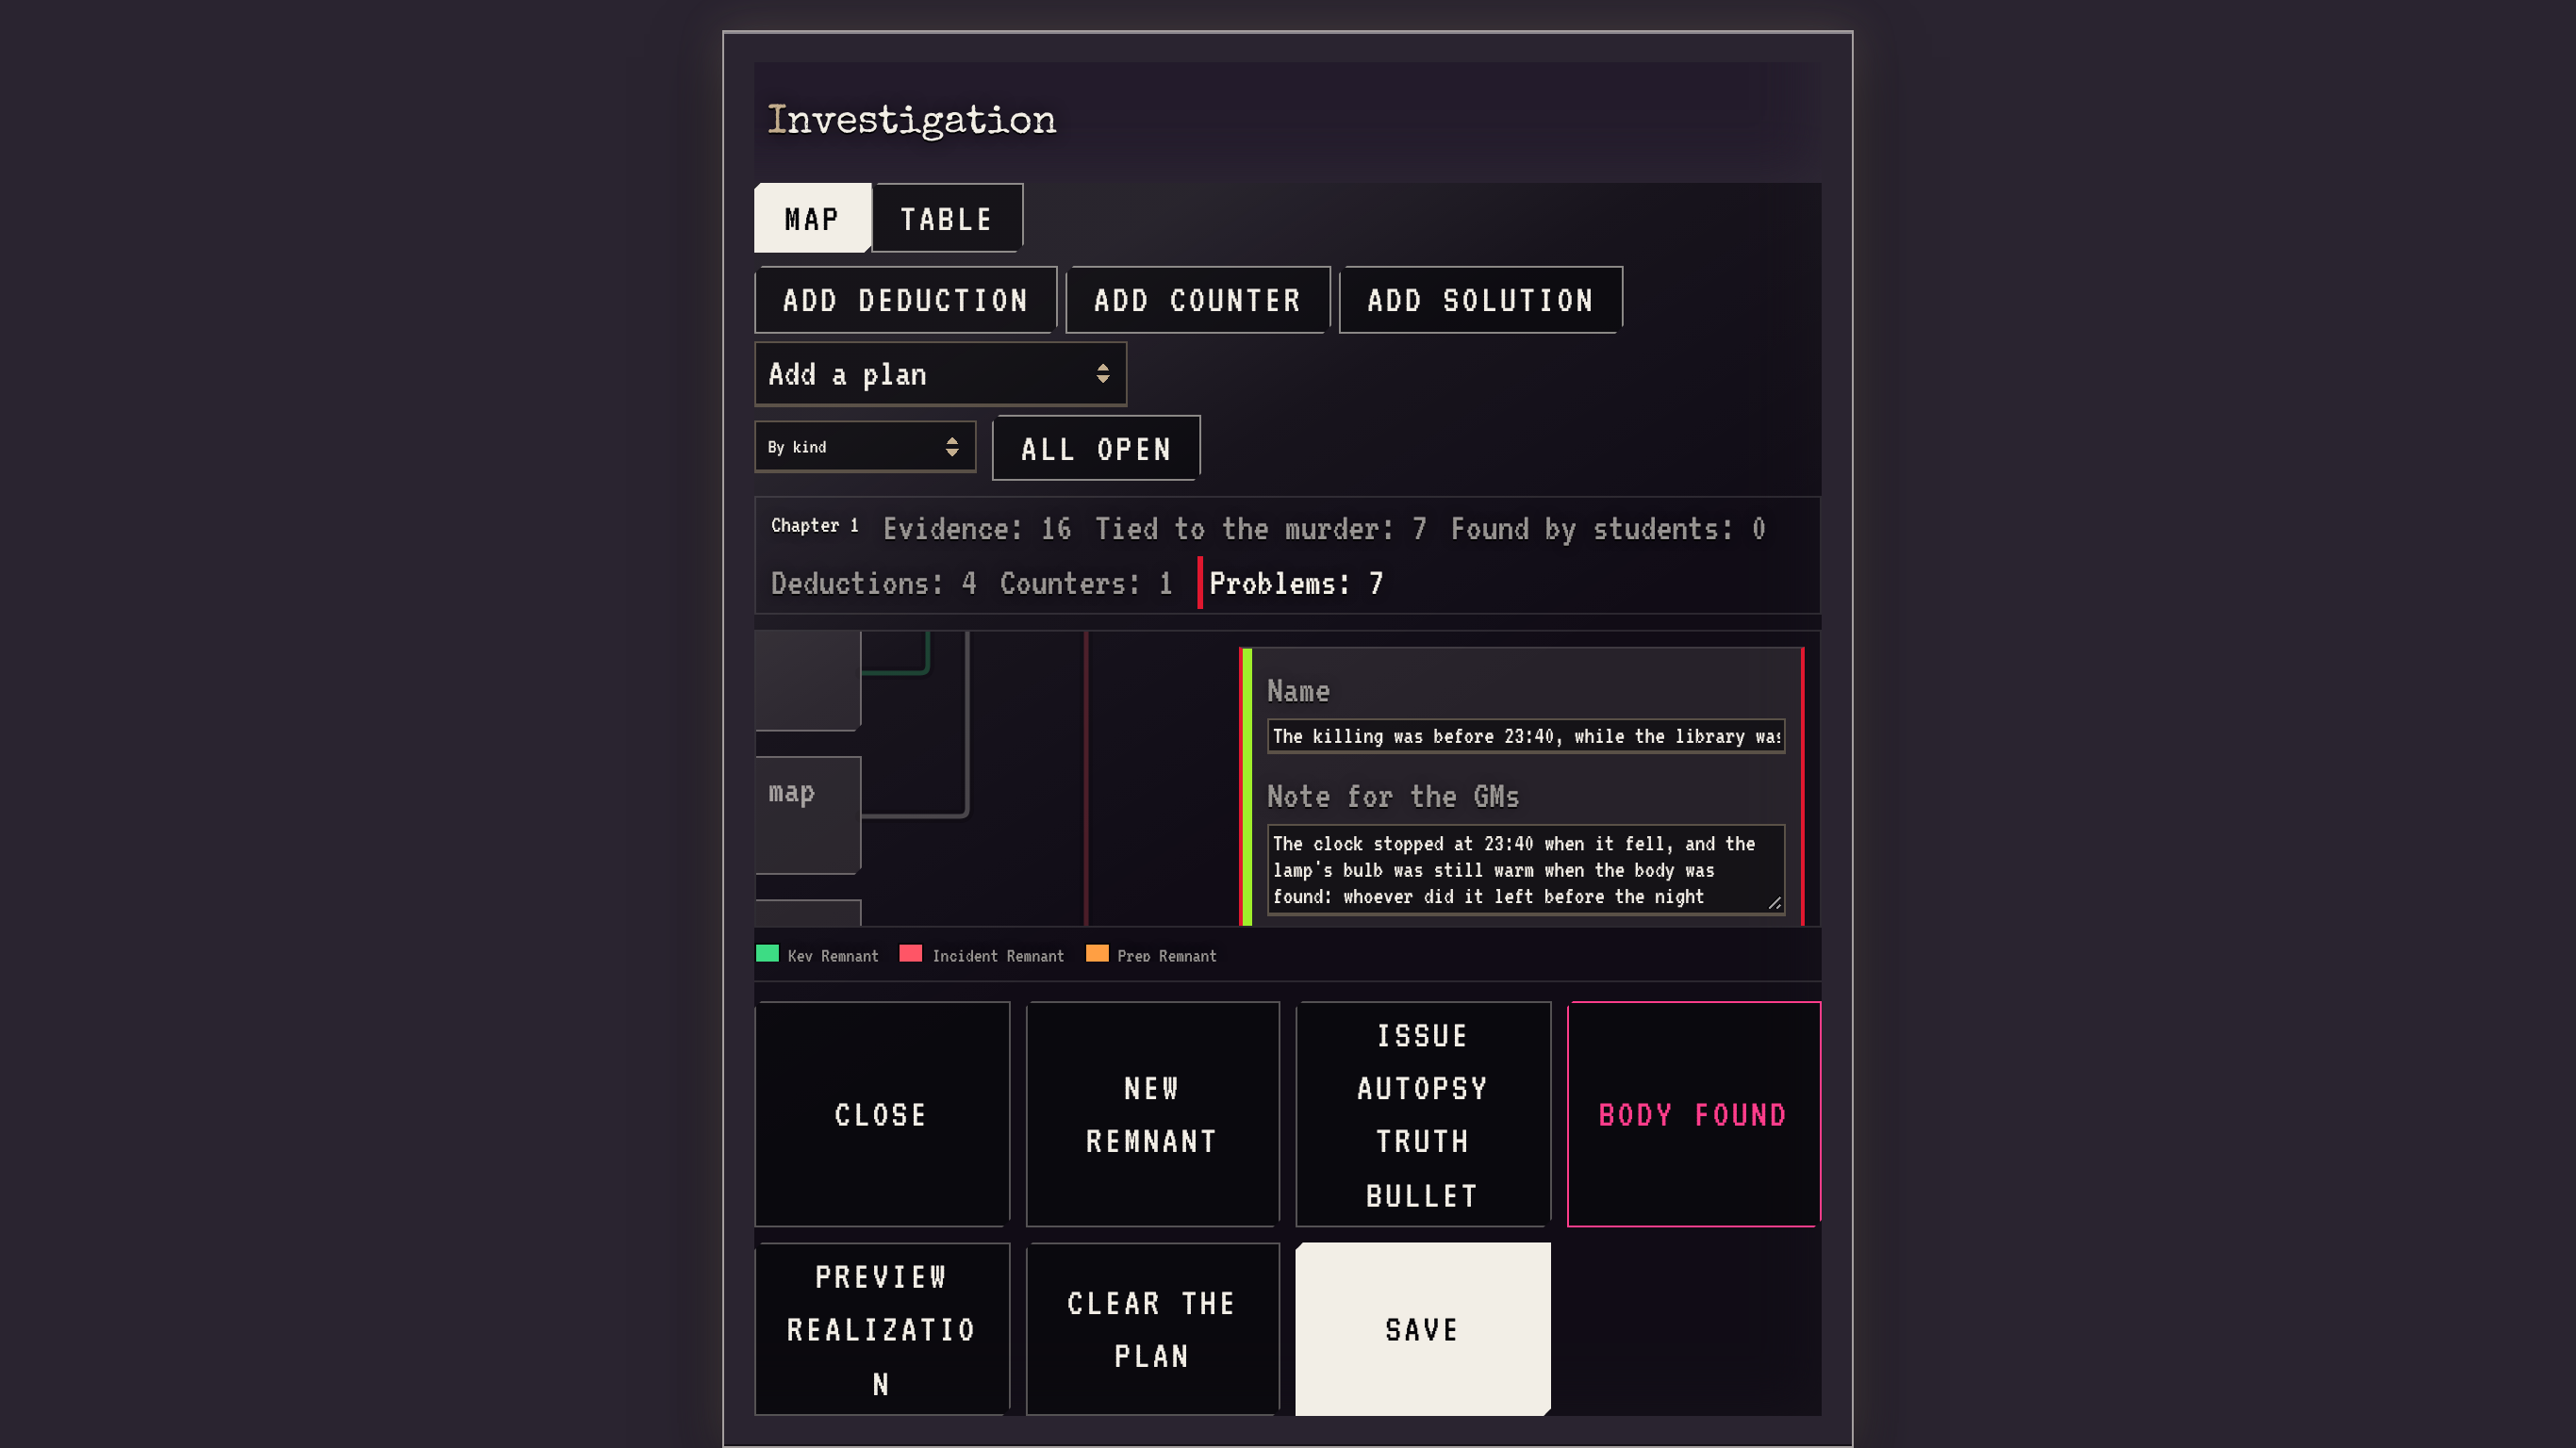 Investigation
MAP TABLE
ADD DEDUCTION ADD COUNTER ADD SOLUTION
Add a plan
By kind ALL OPEN
Chapter 1 Evidence: 16 Tied to the murder: 7 Found by students: 0
Deductions: 4 Counters: 1 Problems: 7
map
Name
The killing was before 23:40, while the library was
Note for the GMs
The clock stopped at 23:40 when it fell, and the
lamp's bulb was still warm when the body was
found: whoever did it left before the night
Key Remnant Incident Remnant Prep Remnant
CLOSE
NEW
REMNANT
ISSUE
AUTOPSY
TRUTH
BULLET
BODY FOUND
PREVIEW
REALIZATIO
N
CLEAR THE
PLAN
SAVE